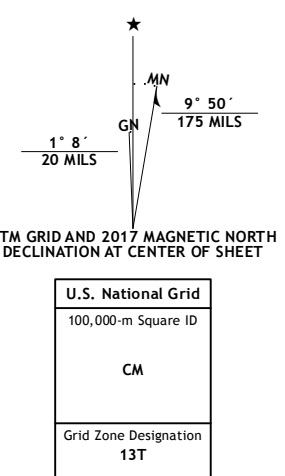 ★
MN
9° 50´
175 MILS
GN
1° 8´
20 MILS
TM GRID AND 2017 MAGNETIC NORTH
DECLINATION AT CENTER OF SHEET
U.S. National Grid
100,000-m Square ID
CM
Grid Zone Designation
13T